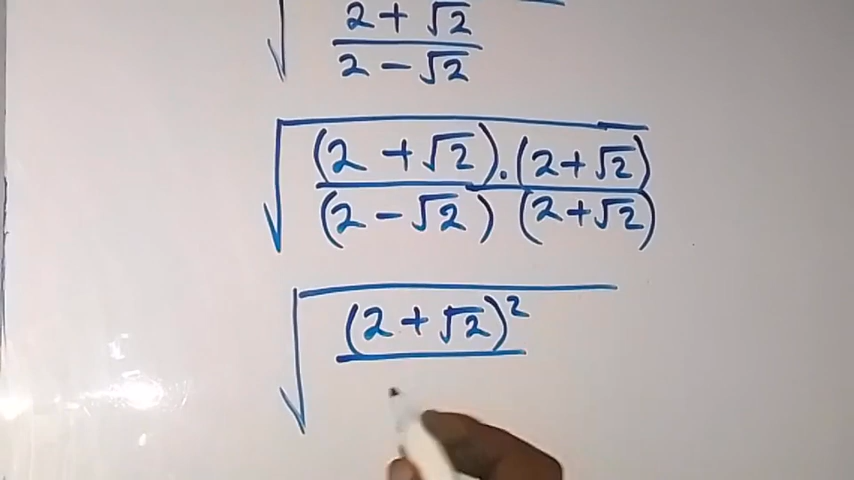 √((2 + √2)/(2 − √2))
√(((2 + √2).(2 + √2))/((2 − √2) (2 + √2)))
√((2 + √2)²/